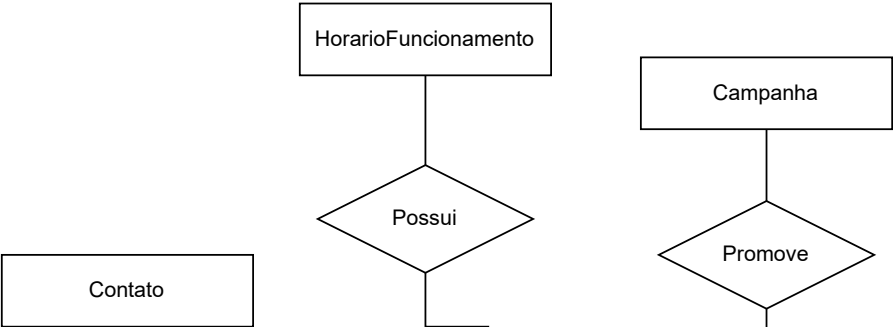 HorarioFuncionamento
Campanha
Possui
Promove
Contato